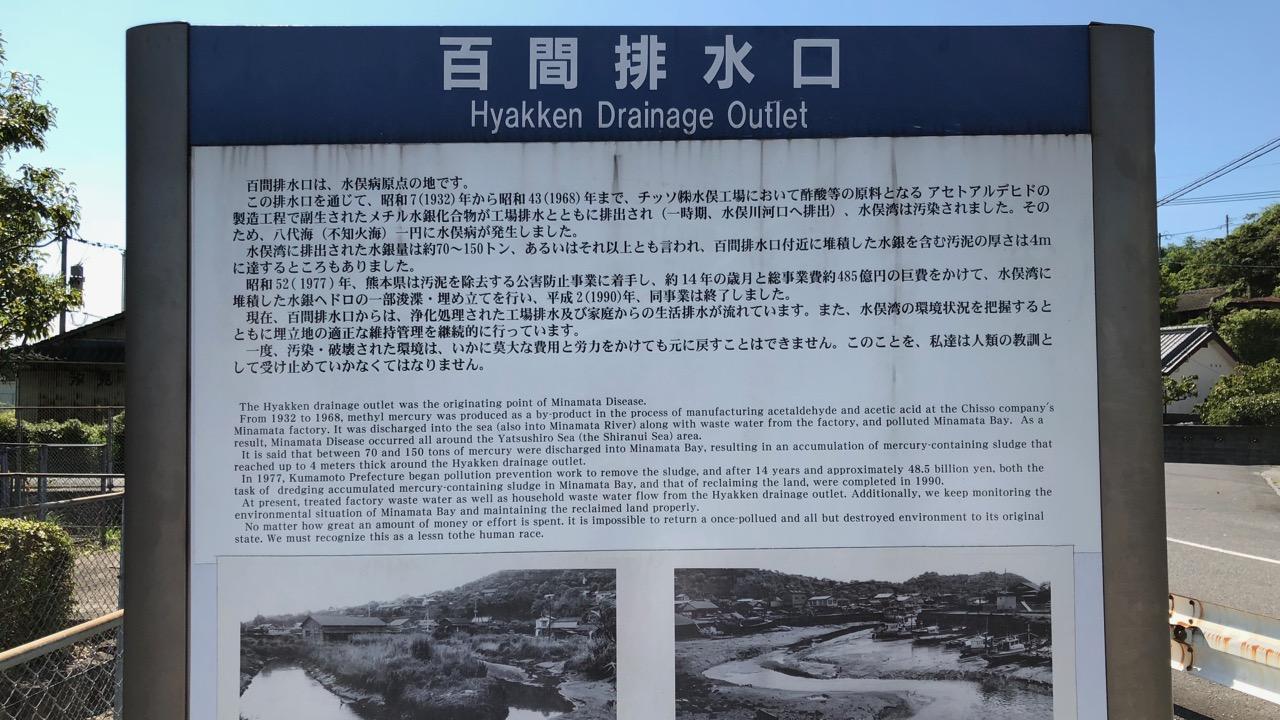 百間排水口
Hyakken Drainage Outlet
百間排水口は、水俣病原点の地です。
この排水口を通じて、昭和7(1932)年から昭和43(1968)年まで、チッソ㈱水俣工場において酢酸等の原料となる アセトアルデヒドの
製造工程で副生されたメチル水銀化合物が工場排水とともに排出され（一時期、水俣川河口へ排出）、水俣湾は汚染されました。その
ため、八代海（不知火海）一円に水俣病が発生しました。
水俣湾に排出された水銀量は約70～150トン、あるいはそれ以上とも言われ、百間排水口付近に堆積した水銀を含む汚泥の厚さは4m
に達するところもありました。
昭和52(1977)年、熊本県は汚泥を除去する公害防止事業に着手し、約14年の歳月と総事業費約485億円の巨費をかけて、水俣湾に
堆積した水銀ヘドロの一部浚渫・埋め立てを行い、平成2(1990)年、同事業は終了しました。
現在、百間排水口からは、浄化処理された工場排水及び家庭からの生活排水が流れています。また、水俣湾の環境状況を把握すると
ともに埋立地の適正な維持管理を継続的に行っています。
一度、汚染・破壊された環境は、いかに莫大な費用と労力をかけても元に戻すことはできません。このことを、私達は人類の教訓と
して受け止めていかなくてはなりません。
The Hyakken drainage outlet was the originating point of Minamata Disease.
From 1932 to 1968, methyl mercury was produced as a by-product in the process of manufacturing acetaldehyde and acetic acid at the Chisso company's
Minamata factory. It was discharged into the sea (also into Minamata River) along with waste water from the factory, and polluted Minamata Bay. As a
result, Minamata Disease occurred all around the Yatsushiro Sea (the Shiranui Sea) area.
It is said that between 70 and 150 tons of mercury were discharged into Minamata Bay, resulting in an accumulation of mercury-containing sludge that
reached up to 4 meters thick around the Hyakken drainage outlet.
In 1977, Kumamoto Prefecture began pollution prevention work to remove the sludge, and after 14 years and approximately 48.5 billion yen, both the
task of dredging accumulated mercury-containing sludge in Minamata Bay, and that of reclaiming the land, were completed in 1990.
At present, treated factory waste water as well as household waste water flow from the Hyakken drainage outlet. Additionally, we keep monitoring the
environmental situation of Minamata Bay and maintaining the reclaimed land properly.
No matter how great an amount of money or effort is spent. it is impossible to return a once-pollued and all but destroyed environment to its original
state. We must recognize this as a lessn tothe human race.